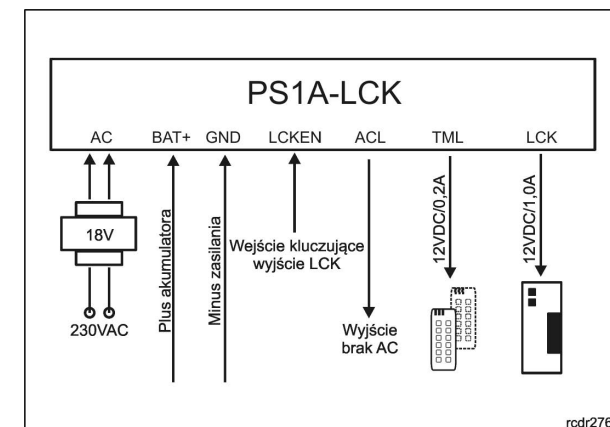 PS1A-LCK
AC BAT+ GND LCKEN ACL TML LCK
18V
230VAC
Plus akumulatora
Minus zasilania
Wejście kluczujące
wyjście LCK
Wyjście
brak AC
12VDC/0,2A
12VDC/1,0A
rcdr276